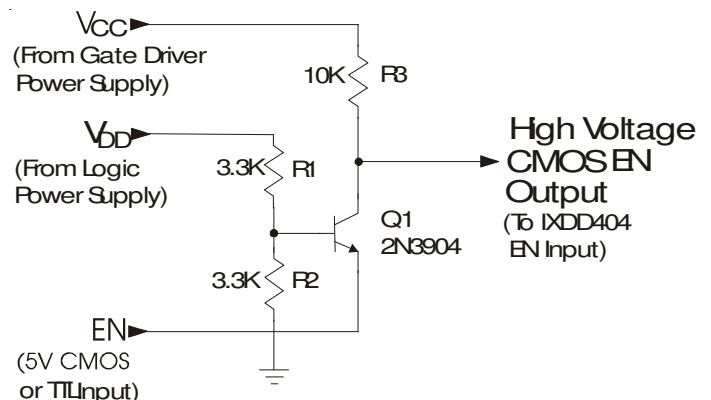 VCC
(From Gate Driver
Power Supply)
10K R3
VDD
(From Logic
Power Supply)
3.3K R1
High Voltage
CMOS EN
Output
(To IXDD404
EN Input)
Q1
2N3904
3.3K R2
EN
(5V CMOS
or TTL Input)